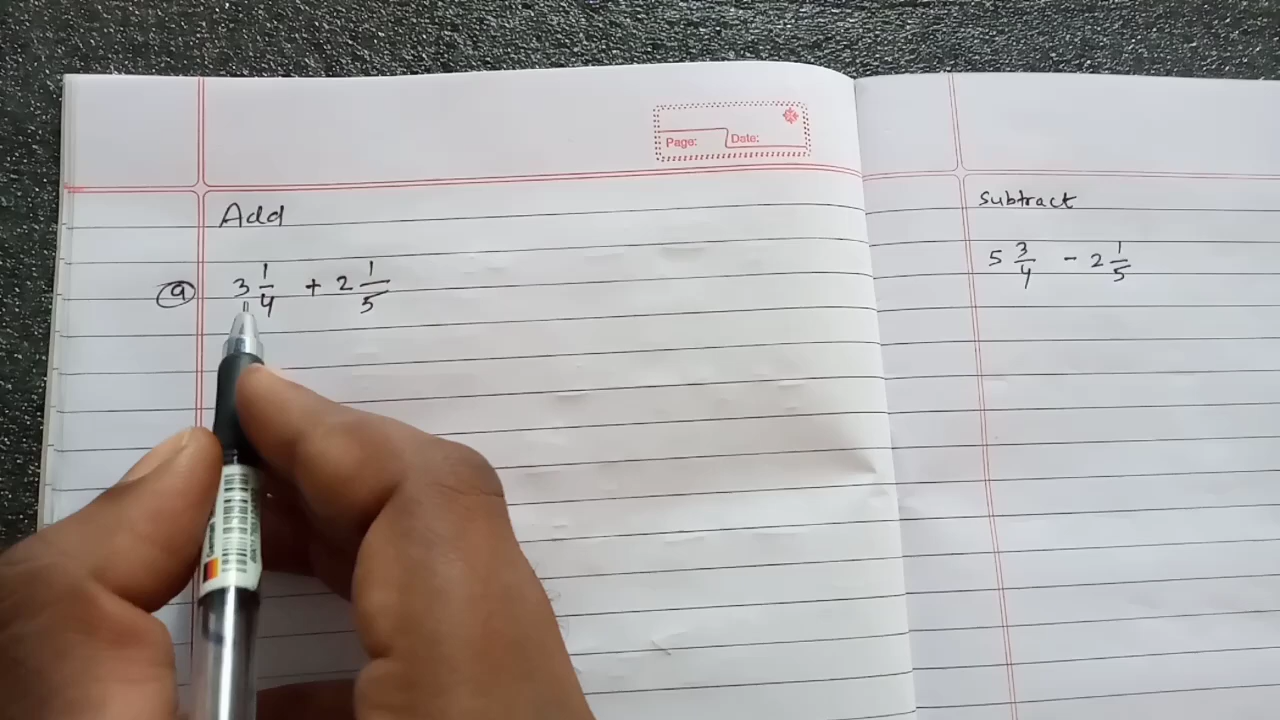 Page: Date:
Add
(a) 3 1/4 + 2 1/5
subtract
5 3/4 - 2 1/5